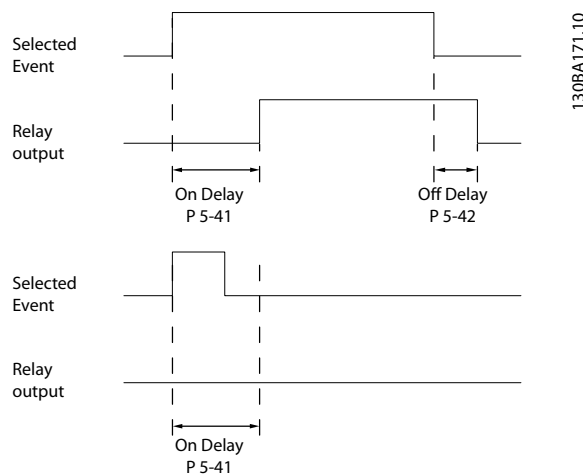 Selected
Event
Relay
output
On Delay
P 5-41
Off Delay
P 5-42
Selected
Event
Relay
output
On Delay
P 5-41
130BA171.10